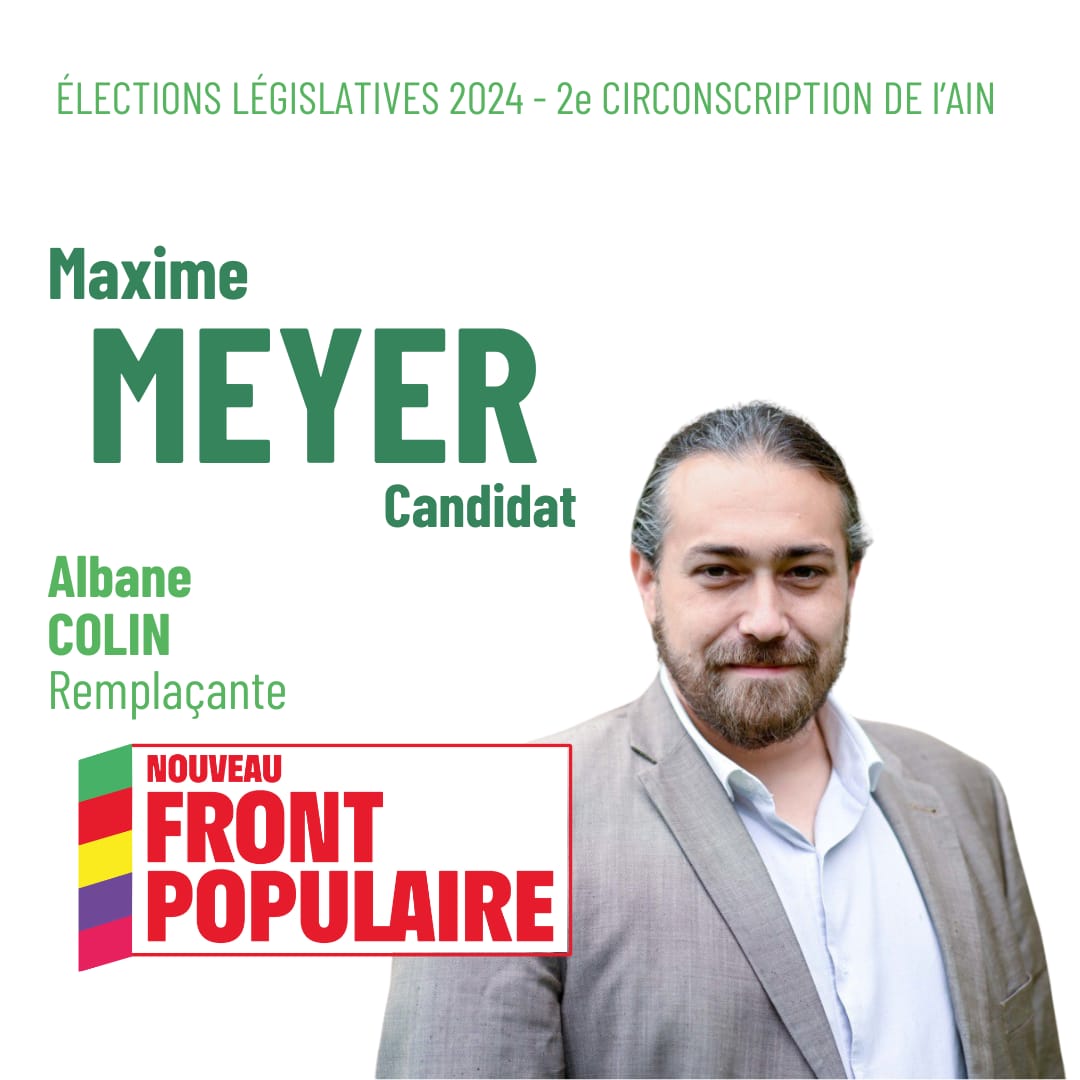 ÉLECTIONS LÉGISLATIVES 2024 - 2e CIRCONSCRIPTION DE l'AIN
Maxime
MEYER
Candidat
Albane
COLIN
Remplaçante
NOUVEAU
FRONT
POPULAIRE